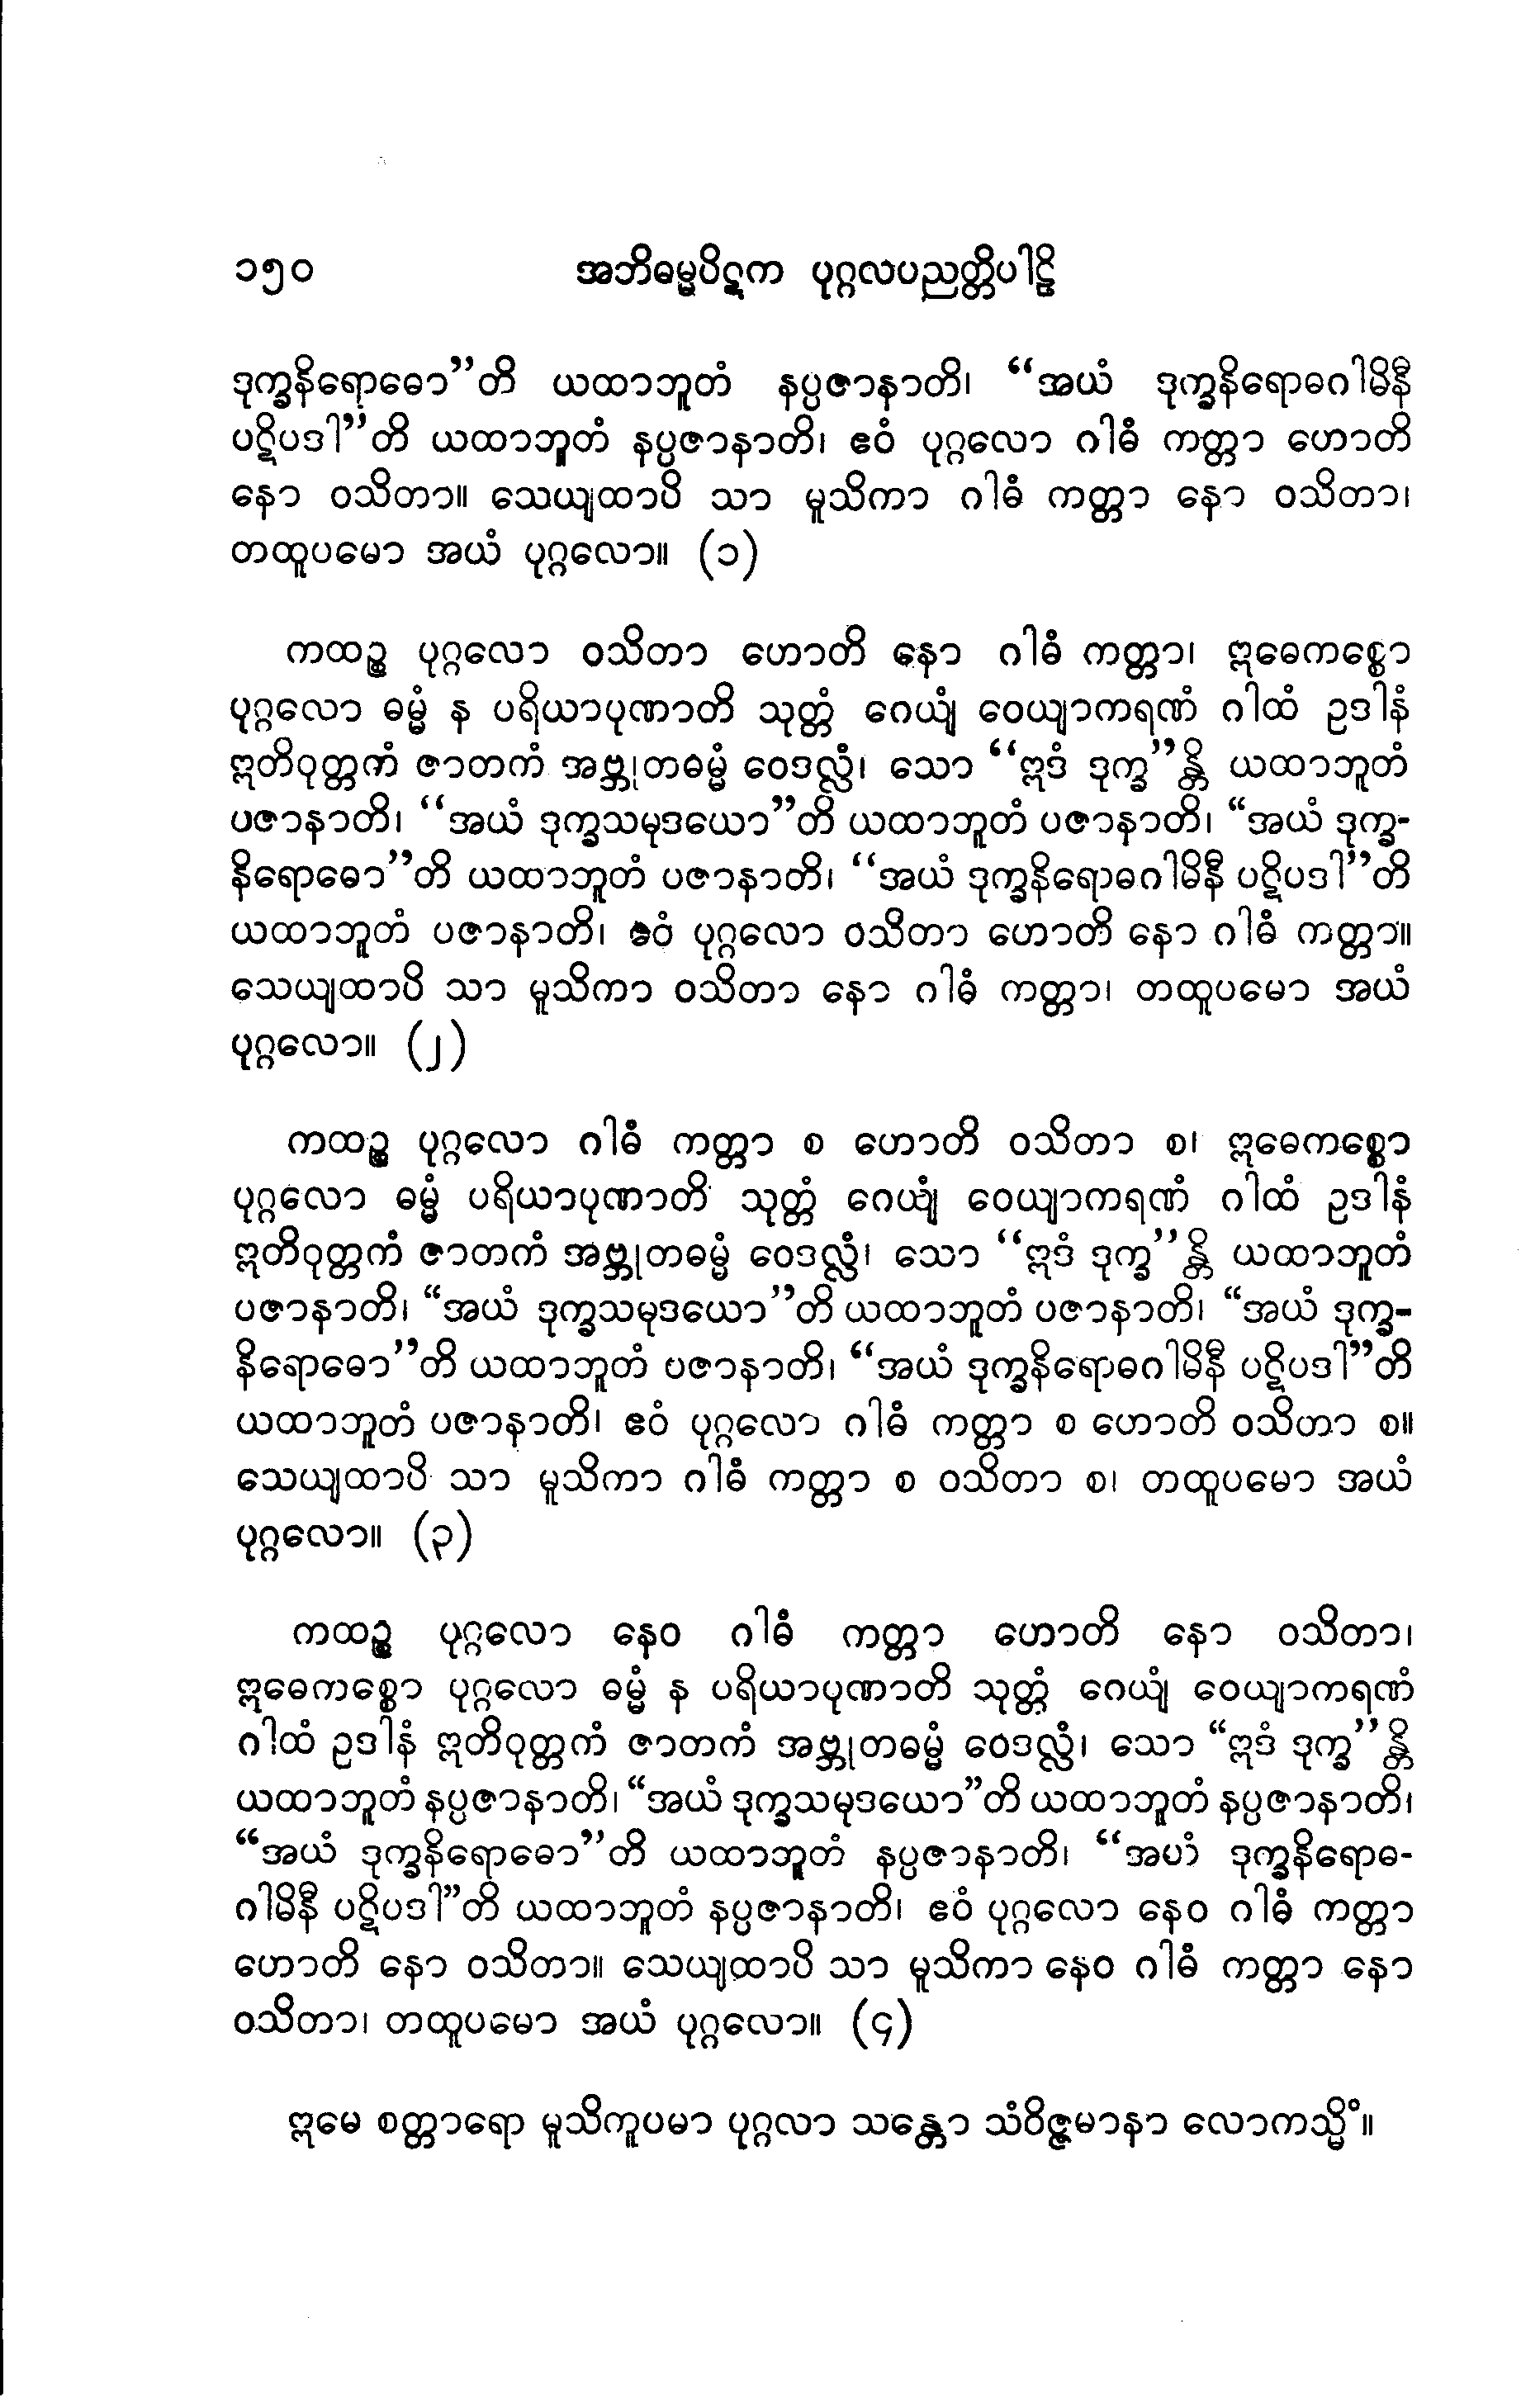 ၁၅၀ အဘိဓမ္မပိဋက ပုဂ္ဂလပညတ္တိပါဠိ
ဒုက္ခနိရောဓော”တိ ယထာဘူတံ နပ္ပဇာနာတိ၊ “အယံ ဒုက္ခနိရောဓဂါမိနီ
ပဋိပဒါ”တိ ယထာဘူတံ နပ္ပဇာနာတိ၊ ဧဝံ ပုဂ္ဂလော ဂါဓံ ကတ္တာ ဟောတိ
နော ဝသိတာ။ သေယျထာပိ သာ မူသိကာ ဂါဓံ ကတ္တာ နော ဝသိတာ၊
တထူပမော အယံ ပုဂ္ဂလော။ (၁)
ကထဉ္စ ပုဂ္ဂလော ဝသိတာ ဟောတိ နော ဂါဓံ ကတ္တာ၊ ဣဓေကစ္စော
ပုဂ္ဂလော ဓမ္မံ န ပရိယာပုဏာတိ သုတ္တံ ဂေယျံ ဝေယျာကရဏံ ဂါထံ ဥဒါနံ
ဣတိဝုတ္တကံ ဇာတကံ အဗ္ဘုတဓမ္မံ ဝေဒလ္လံ၊ သော “ဣဒံ ဒုက္ခ”န္တိ ယထာဘူတံ
ပဇာနာတိ၊ “အယံ ဒုက္ခသမုဒယော”တိ ယထာဘူတံ ပဇာနာတိ၊ “အယံ ဒုက္ခ-
နိရောဓော”တိ ယထာဘူတံ ပဇာနာတိ၊ “အယံ ဒုက္ခနိရောဓဂါမိနီ ပဋိပဒါ”တိ
ယထာဘူတံ ပဇာနာတိ၊ ဧဝံ ပုဂ္ဂလော ဝသိတာ ဟောတိ နော ဂါဓံ ကတ္တာ။
သေယျထာပိ သာ မူသိကာ ဝသိတာ နော ဂါဓံ ကတ္တာ၊ တထူပမော အယံ
ပုဂ္ဂလော။ (၂)
ကထဉ္စ ပုဂ္ဂလော ဂါဓံ ကတ္တာ စ ဟောတိ ဝသိတာ စ၊ ဣဓေကစ္စော
ပုဂ္ဂလော ဓမ္မံ ပရိယာပုဏာတိ သုတ္တံ ဂေယျံ ဝေယျာကရဏံ ဂါထံ ဥဒါနံ
ဣတိဝုတ္တကံ ဇာတကံ အဗ္ဘုတဓမ္မံ ဝေဒလ္လံ၊ သော “ဣဒံ ဒုက္ခ”န္တိ ယထာဘူတံ
ပဇာနာတိ၊ “အယံ ဒုက္ခသမုဒယော”တိ ယထာဘူတံ ပဇာနာတိ၊ “အယံ ဒုက္ခ-
နိရောဓော”တိ ယထာဘူတံ ပဇာနာတိ၊ “အယံ ဒုက္ခနိရောဓဂါမိနီ ပဋိပဒါ”တိ
ယထာဘူတံ ပဇာနာတိ၊ ဧဝံ ပုဂ္ဂလော ဂါဓံ ကတ္တာ စ ဟောတိ ဝသိတာ စ။
သေယျထာပိ သာ မူသိကာ ဂါဓံ ကတ္တာ စ ဝသိတာ စ၊ တထူပမော အယံ
ပုဂ္ဂလော။ (၃)
ကထဉ္စ ပုဂ္ဂလော နေဝ ဂါဓံ ကတ္တာ ဟောတိ နော ဝသိတာ၊
ဣဓေကစ္စော ပုဂ္ဂလော ဓမ္မံ န ပရိယာပုဏာတိ သုတ္တံ ဂေယျံ ဝေယျာကရဏံ
ဂါထံ ဥဒါနံ ဣတိဝုတ္တကံ ဇာတကံ အဗ္ဘုတဓမ္မံ ဝေဒလ္လံ၊ သော “ဣဒံ ဒုက္ခ”န္တိ
ယထာဘူတံ နပ္ပဇာနာတိ၊ “အယံ ဒုက္ခသမုဒယော”တိ ယထာဘူတံ နပ္ပဇာနာတိ၊
“အယံ ဒုက္ခနိရောဓော”တိ ယထာဘူတံ နပ္ပဇာနာတိ၊ “အယံ ဒုက္ခနိရောဓ-
ဂါမိနီ ပဋိပဒါ”တိ ယထာဘူတံ နပ္ပဇာနာတိ၊ ဧဝံ ပုဂ္ဂလော နေဝ ဂါဓံ ကတ္တာ
ဟောတိ နော ဝသိတာ။ သေယျထာပိ သာ မူသိကာ နေဝ ဂါဓံ ကတ္တာ နော
ဝသိတာ၊ တထူပမော အယံ ပုဂ္ဂလော။ (၄)
ဣမေ စတ္တာရော မူသိကူပမာ ပုဂ္ဂလာ သန္တော သံဝိဇ္ဇမာနာ လောကသ္မိံ။